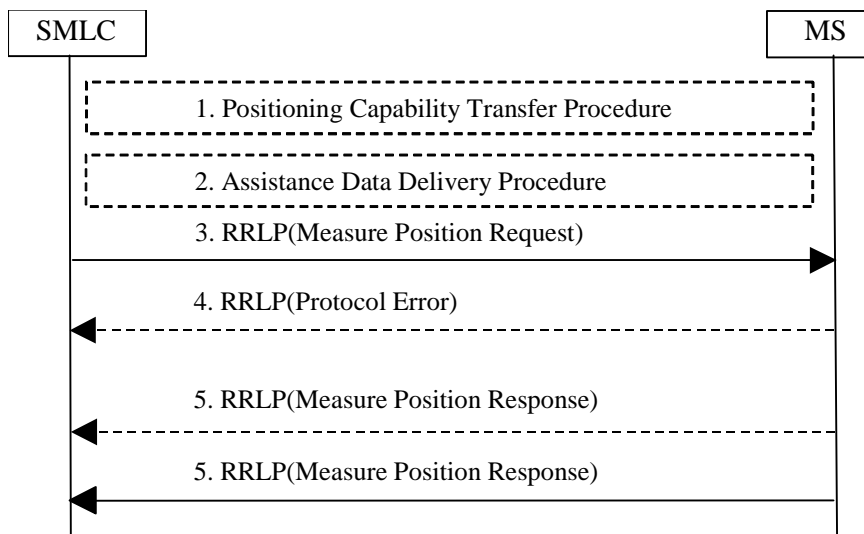 SMLC
MS
1. Positioning Capability Transfer Procedure
2. Assistance Data Delivery Procedure
3. RRLP(Measure Position Request)
4. RRLP(Protocol Error)
5. RRLP(Measure Position Response)
5. RRLP(Measure Position Response)